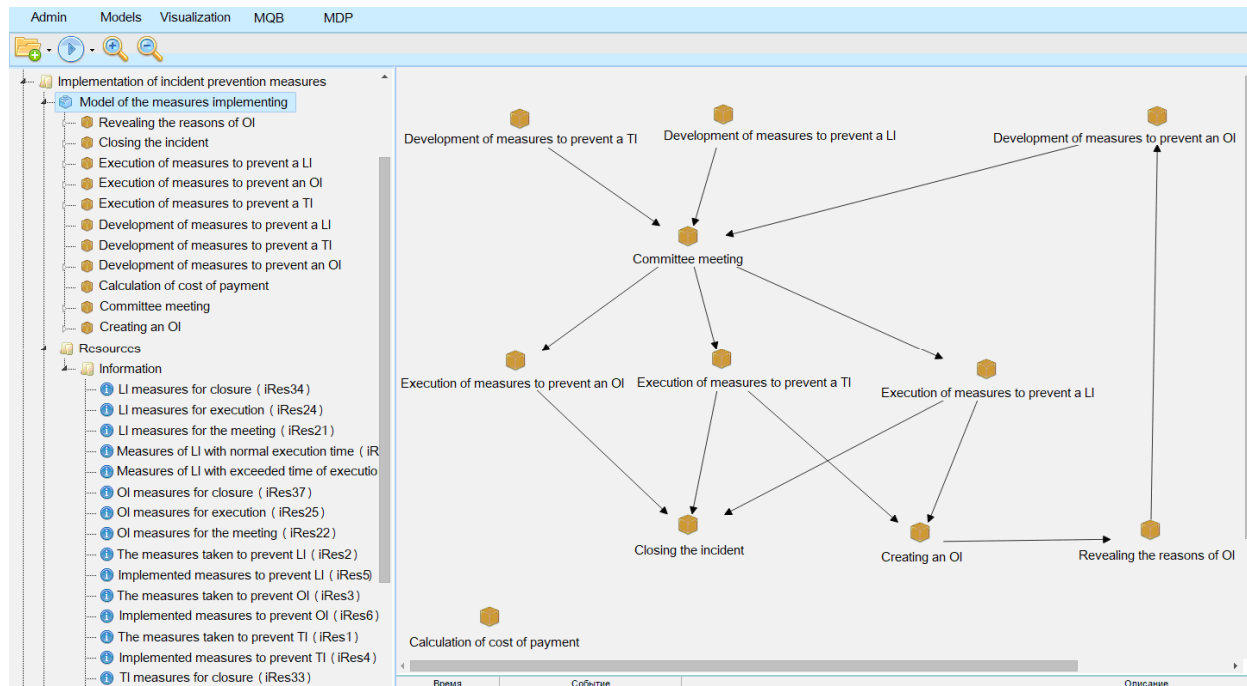 Admin Models Visualization MQB MDP
Implementation of incident prevention measures
Model of the measures implementing
Revealing the reasons of OI
Closing the incident
Execution of measures to prevent a LI
Execution of measures to prevent an OI
Execution of measures to prevent a TI
Development of measures to prevent a LI
Development of measures to prevent a TI
Development of measures to prevent an OI
Calculation of cost of payment
Committee meeting
Creating an OI
Resources
Information
LI measures for closure ( iRes34 )
LI measures for execution ( iRes24 )
LI measures for the meeting ( iRes21 )
Measures of LI with normal execution time ( iR
Measures of LI with exceeded time of executio
OI measures for closure ( iRes37 )
OI measures for execution ( iRes25 )
OI measures for the meeting ( iRes22 )
The measures taken to prevent LI ( iRes2 )
Implemented measures to prevent LI ( iRes5)
The measures taken to prevent OI ( iRes3 )
Implemented measures to prevent OI ( iRes6 )
The measures taken to prevent TI ( iRes1 )
Implemented measures to prevent TI ( iRes4 )
TI measures for closure ( iRes33 )
Development of measures to prevent a TI
Development of measures to prevent a LI
Development of measures to prevent an OI
Committee meeting
Execution of measures to prevent an OI
Execution of measures to prevent a TI
Execution of measures to prevent a LI
Closing the incident
Creating an OI
Revealing the reasons of OI
Calculation of cost of payment
Время Событие Описание